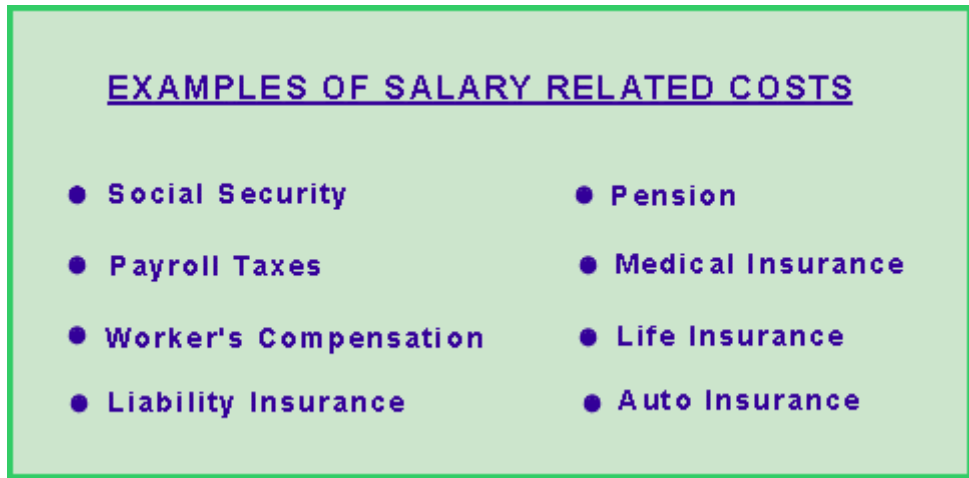 EXAMPLES OF SALARY RELATED COSTS
● Social Security
● Payroll Taxes
● Worker's Compensation
● Liability Insurance
● Pension
● Medical Insurance
● Life Insurance
● Auto Insurance